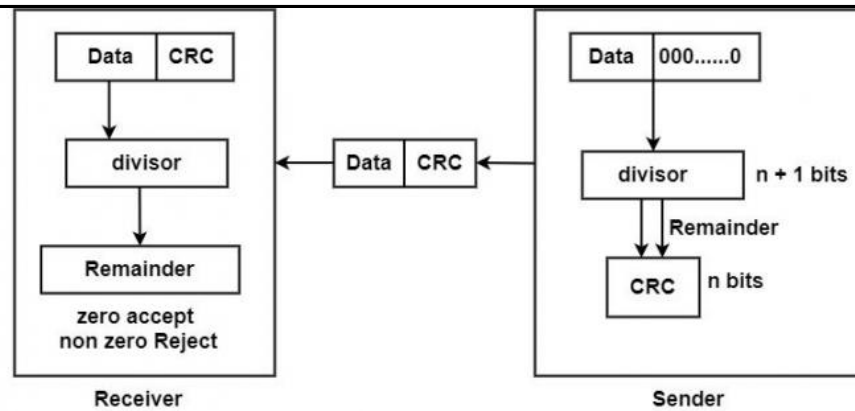 Data CRC
divisor
Remainder
zero accept
non zero Reject
Receiver
Data CRC
Data 000......0
divisor
n + 1 bits
Remainder
CRC
n bits
Sender